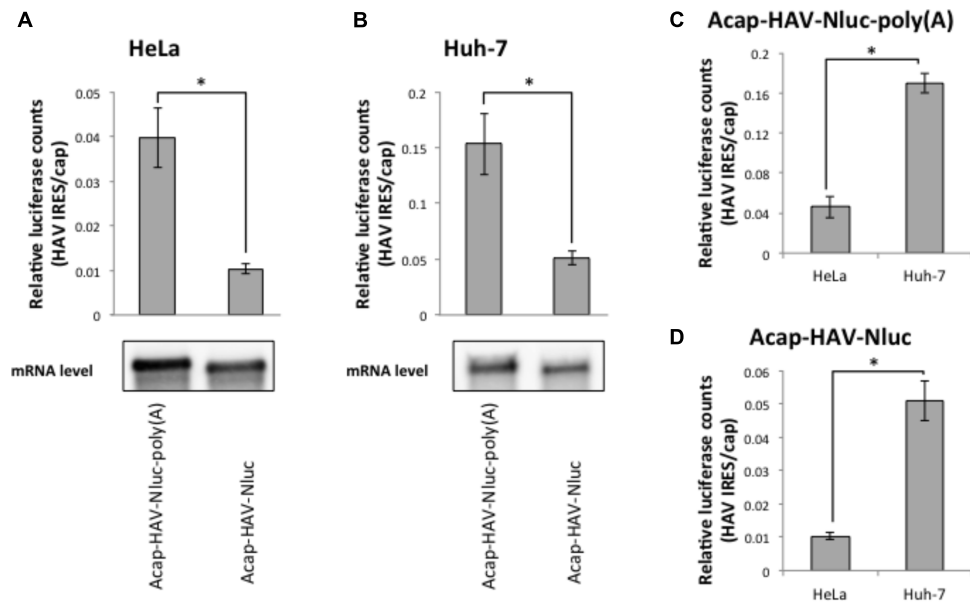 A
HeLa
Relative luciferase counts
(HAV IRES/cap)
0.05
0.04
0.03
0.02
0.01
0
*
mRNA level
Acap-HAV-Nluc-poly(A)
Acap-HAV-Nluc
B
Huh-7
Relative luciferase counts
(HAV IRES/cap)
0.2
0.15
0.1
0.05
0
*
mRNA level
Acap-HAV-Nluc-poly(A)
Acap-HAV-Nluc
C
Acap-HAV-Nluc-poly(A)
Relative luciferase counts
(HAV IRES/cap)
0.2
0.16
0.12
0.08
0.04
0
*
HeLa
Huh-7
D
Acap-HAV-Nluc
Relative luciferase counts
(HAV IRES/cap)
0.06
0.05
0.04
0.03
0.02
0.01
0
*
HeLa
Huh-7